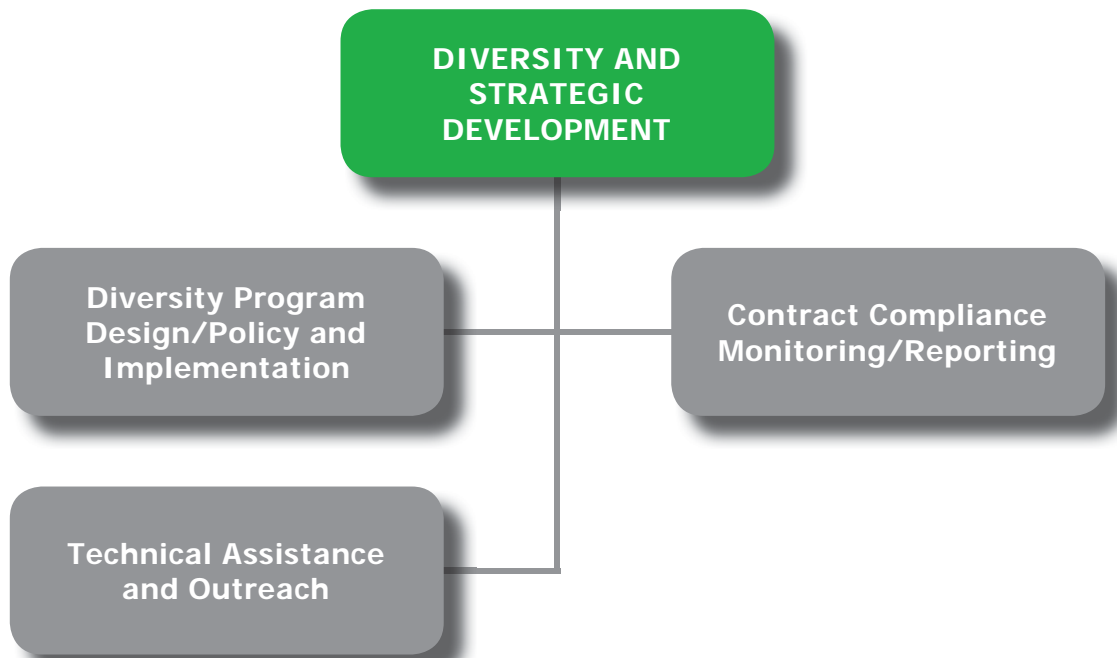 DIVERSITY AND
STRATEGIC
DEVELOPMENT
Diversity Program
Design/Policy and
Implementation
Contract Compliance
Monitoring/Reporting
Technical Assistance
and Outreach